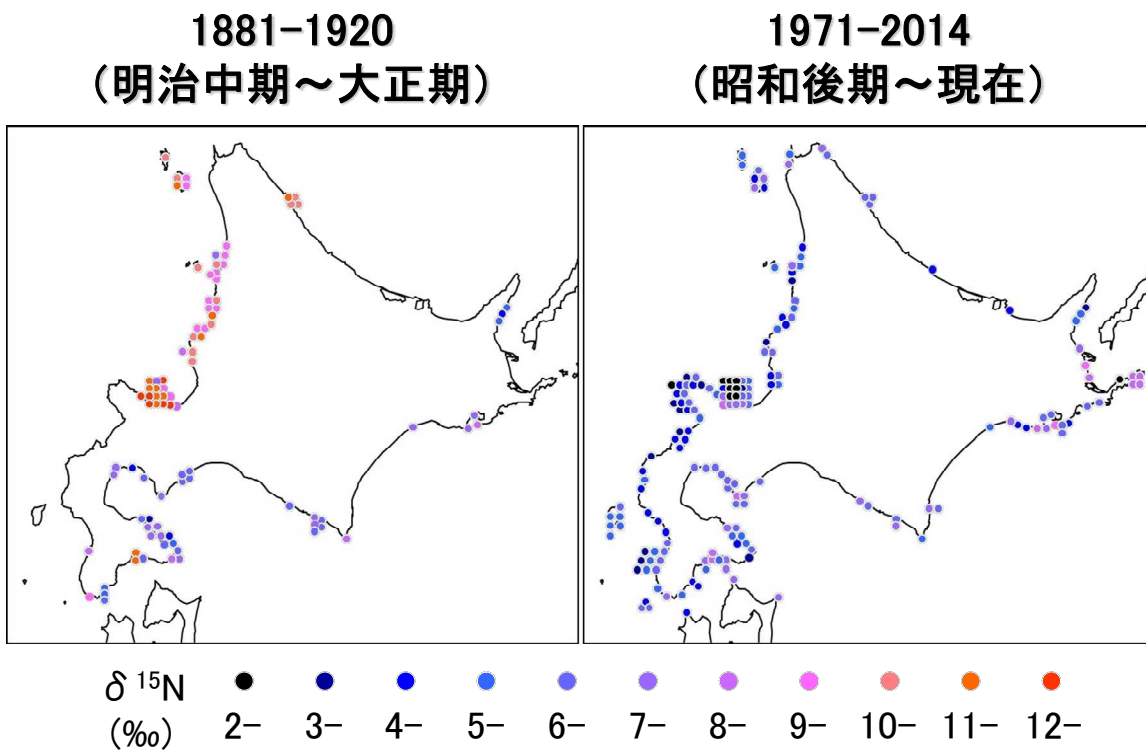 1881-1920
(明治中期～大正期)
1971-2014
(昭和後期～現在)
δ ¹⁵N
(‰)
2- 3- 4- 5- 6- 7- 8- 9- 10- 11- 12-